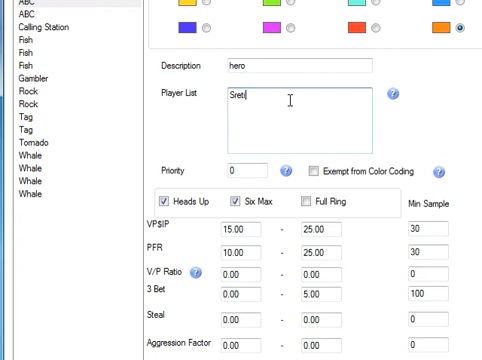 ABC
ABC
Calling Station
Fish
Fish
Fish
Gambler
Rock
Rock
Tag
Tag
Tornado
Whale
Whale
Whale
Whale
Description hero
Player List Sreti ?
Priority 0 ? Exempt from Color Coding ?
Heads Up Six Max Full Ring Min Sample
VP$IP 15.00 - 25.00 30
PFR 10.00 - 25.00 30
V/P Ratio ? 0.00 - 0.00 0
3 Bet 0.00 - 5.00 100
Steal 0.00 - 0.00 0
Aggression Factor 0.00 - 0.00 0